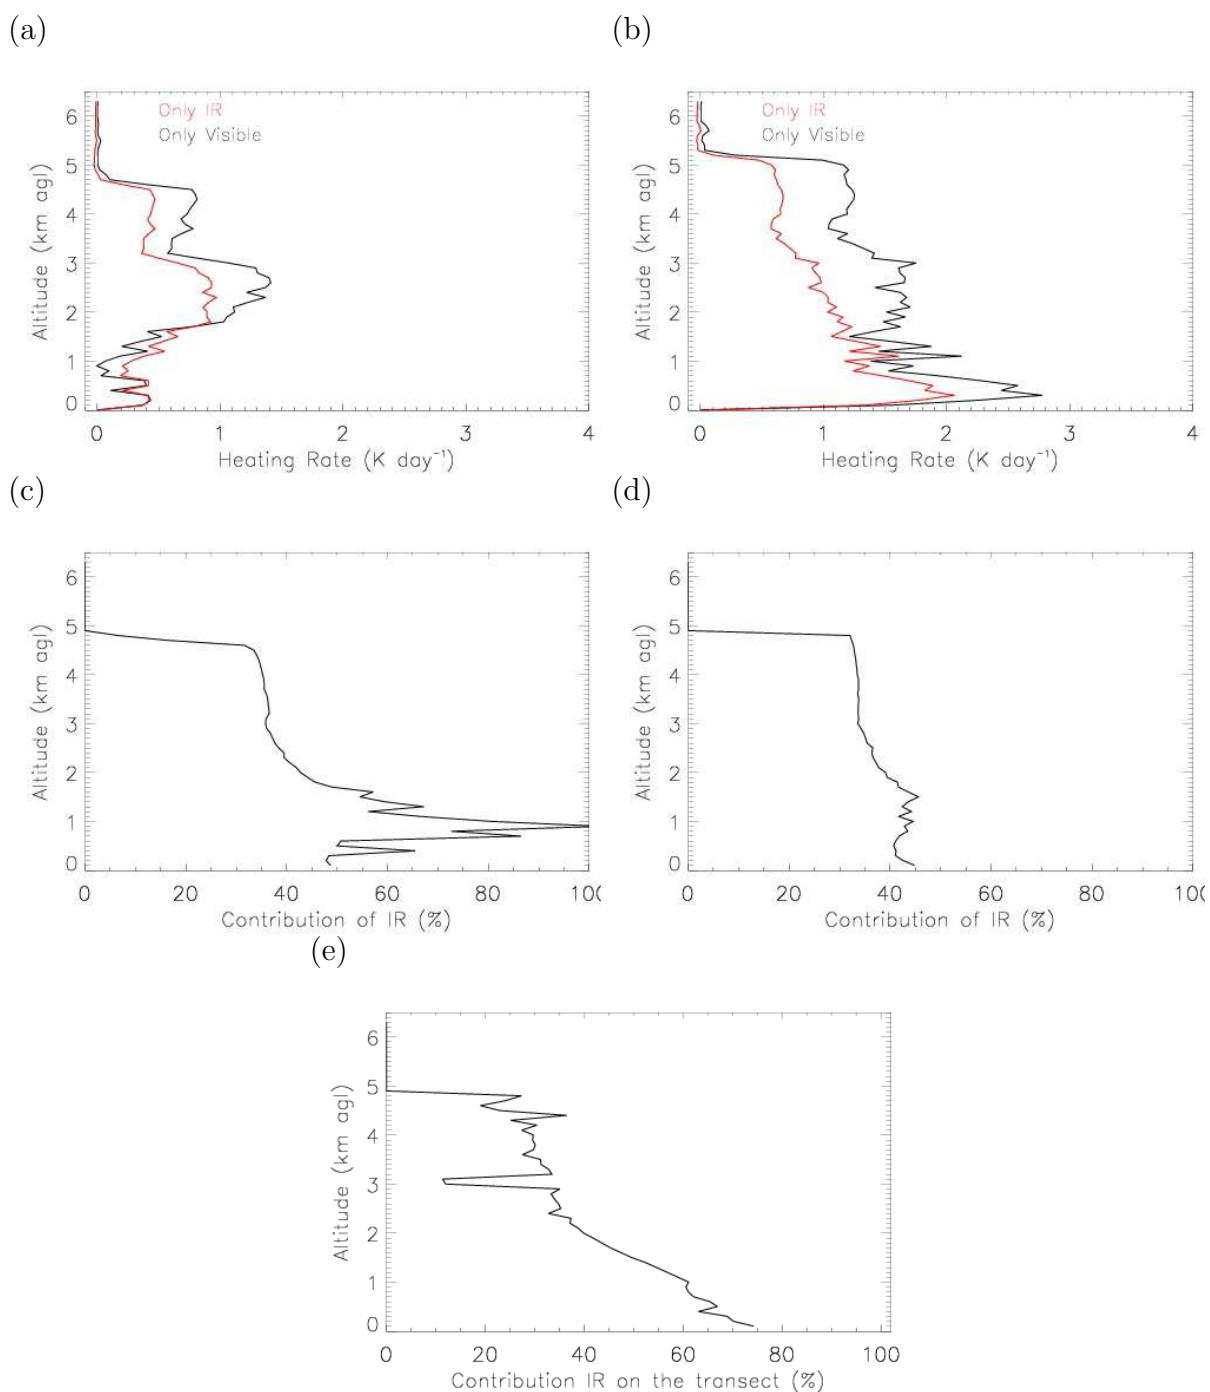 (a)
(b)
Only IR
Only Visible
Altitude (km agl)
6
5
4
3
2
1
0
0 1 2 3 4
Heating Rate (K day⁻¹)
Only IR
Only Visible
Altitude (km agl)
6
5
4
3
2
1
0
0 1 2 3 4
Heating Rate (K day⁻¹)
(c)
(d)
Altitude (km agl)
6
5
4
3
2
1
0
0 20 40 60 80 100
Contribution of IR (%)
Altitude (km agl)
6
5
4
3
2
1
0
0 20 40 60 80 100
Contribution of IR (%)
(e)
Altitude (km agl)
6
5
4
3
2
1
0
0 20 40 60 80 100
Contribution IR on the transect (%)